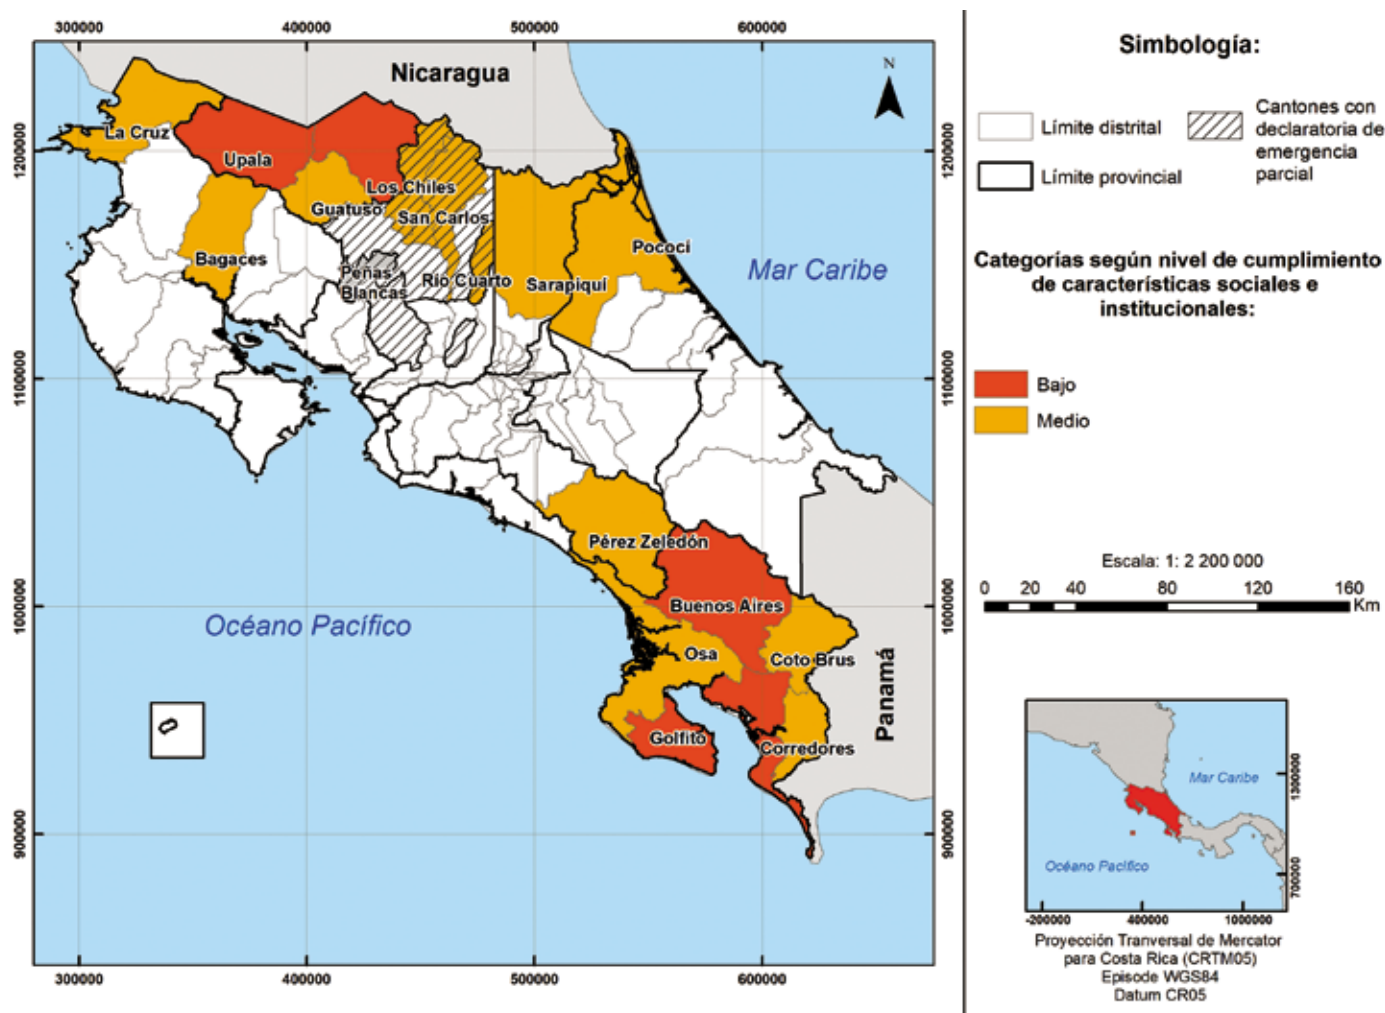 300000
400000
500000
600000
Nicaragua
N
La Cruz
Upala
Los Chiles
Guatuso
San Carlos
Bagaces
Peñas
Blancas
Río Cuarto
Sarapiquí
Pococí
Mar Caribe
Pérez Zeledón
Buenos Aires
Osa
Coto Brus
Golfito
Corredores
Océano Pacífico
Panamá
1200000
1100000
1000000
900000
1200000
1100000
1000000
900000
300000
400000
500000
600000
Simbología:
Límite distrital
Límite provincial
Cantones con
declaratoria de
emergencia
parcial
Categorías según nivel de cumplimiento
de características sociales e
institucionales:
Bajo
Medio
Escala: 1: 2 200 000
0 20 40 80 120 160
Km
Mar Caribe
Océano Pacífico
1300000
700000
-200000
400000
1000000
Proyección Tranversal de Mercator
para Costa Rica (CRTM05)
Episode WGS84
Datum CR05